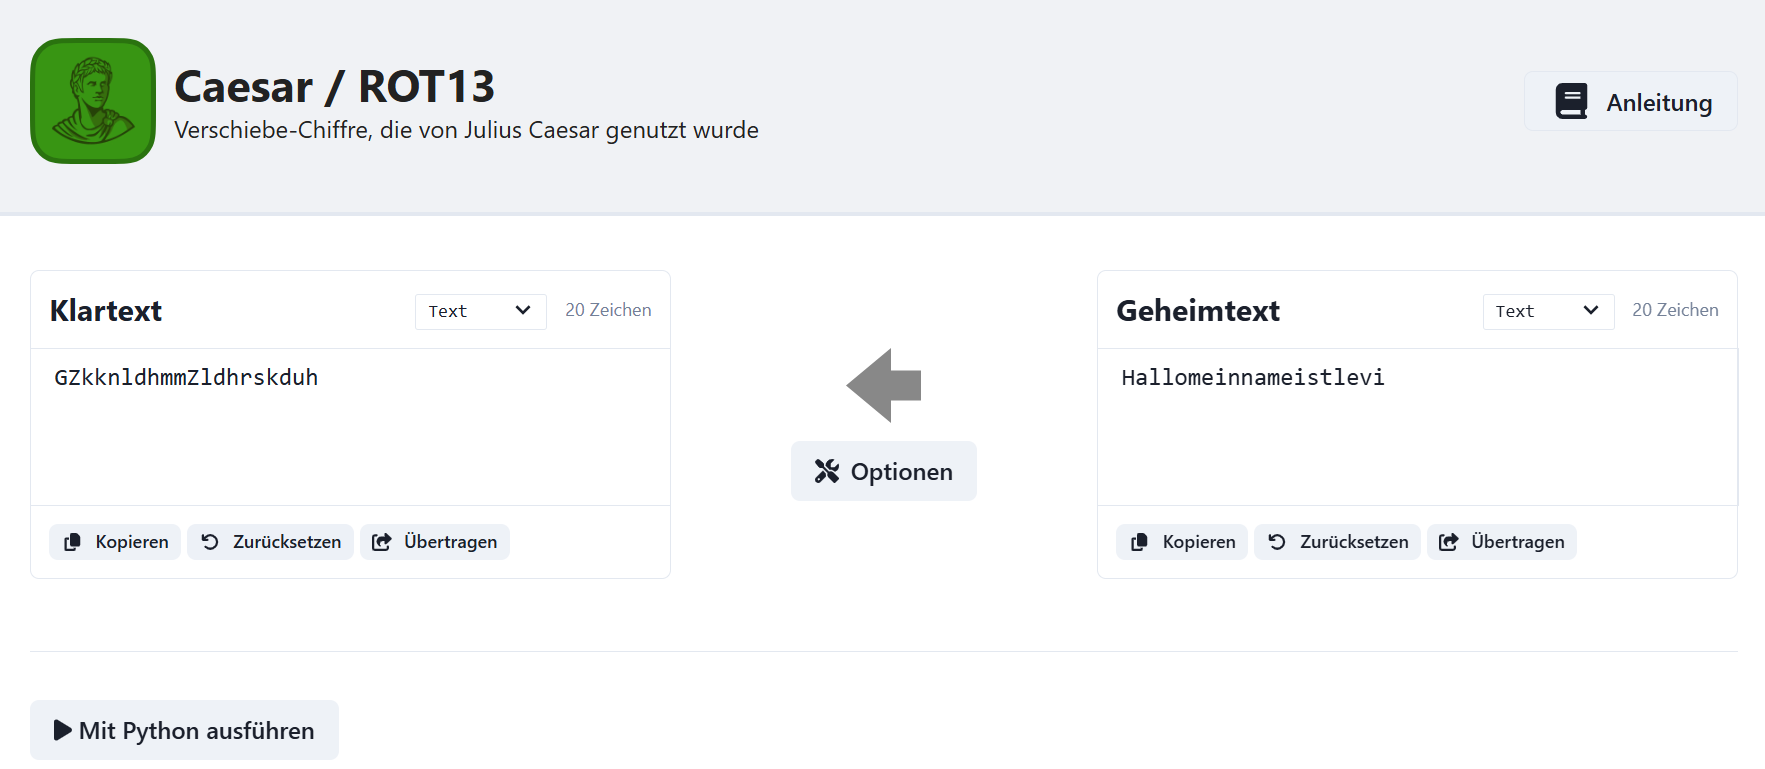 Caesar / ROT13
Verschiebe-Chiffre, die von Julius Caesar genutzt wurde
Anleitung
Klartext
Text
20 Zeichen
GZkknldhmmZldhrskduh
Kopieren
Zurücksetzen
Übertragen
Optionen
Geheimtext
Text
20 Zeichen
Hallomeinnameistlevi
Kopieren
Zurücksetzen
Übertragen
Mit Python ausführen